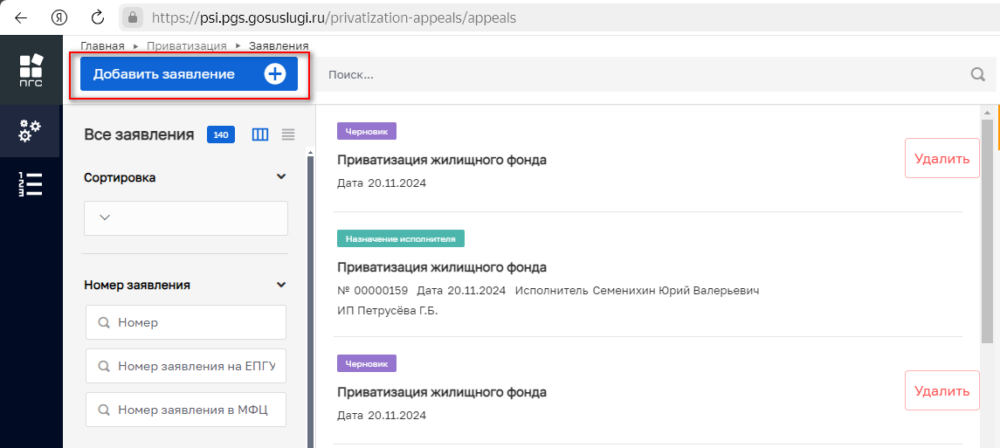 https://psi.pgs.gosuslugi.ru/privatization-appeals/appeals
Главная ▸ Приватизация ▸ Заявления
пгс
Добавить заявление
Поиск...
Все заявления 140
Сортировка
Номер заявления
Номер
Номер заявления на ЕПГУ
Номер заявления в МФЦ
Черновик
Приватизация жилищного фонда
Дата 20.11.2024
Удалить
Назначение исполнителя
Приватизация жилищного фонда
№ 00000159 Дата 20.11.2024 Исполнитель Семенихин Юрий Валерьевич
ИП Петрусёва Г.Б.
Черновик
Приватизация жилищного фонда
Дата 20.11.2024
Удалить